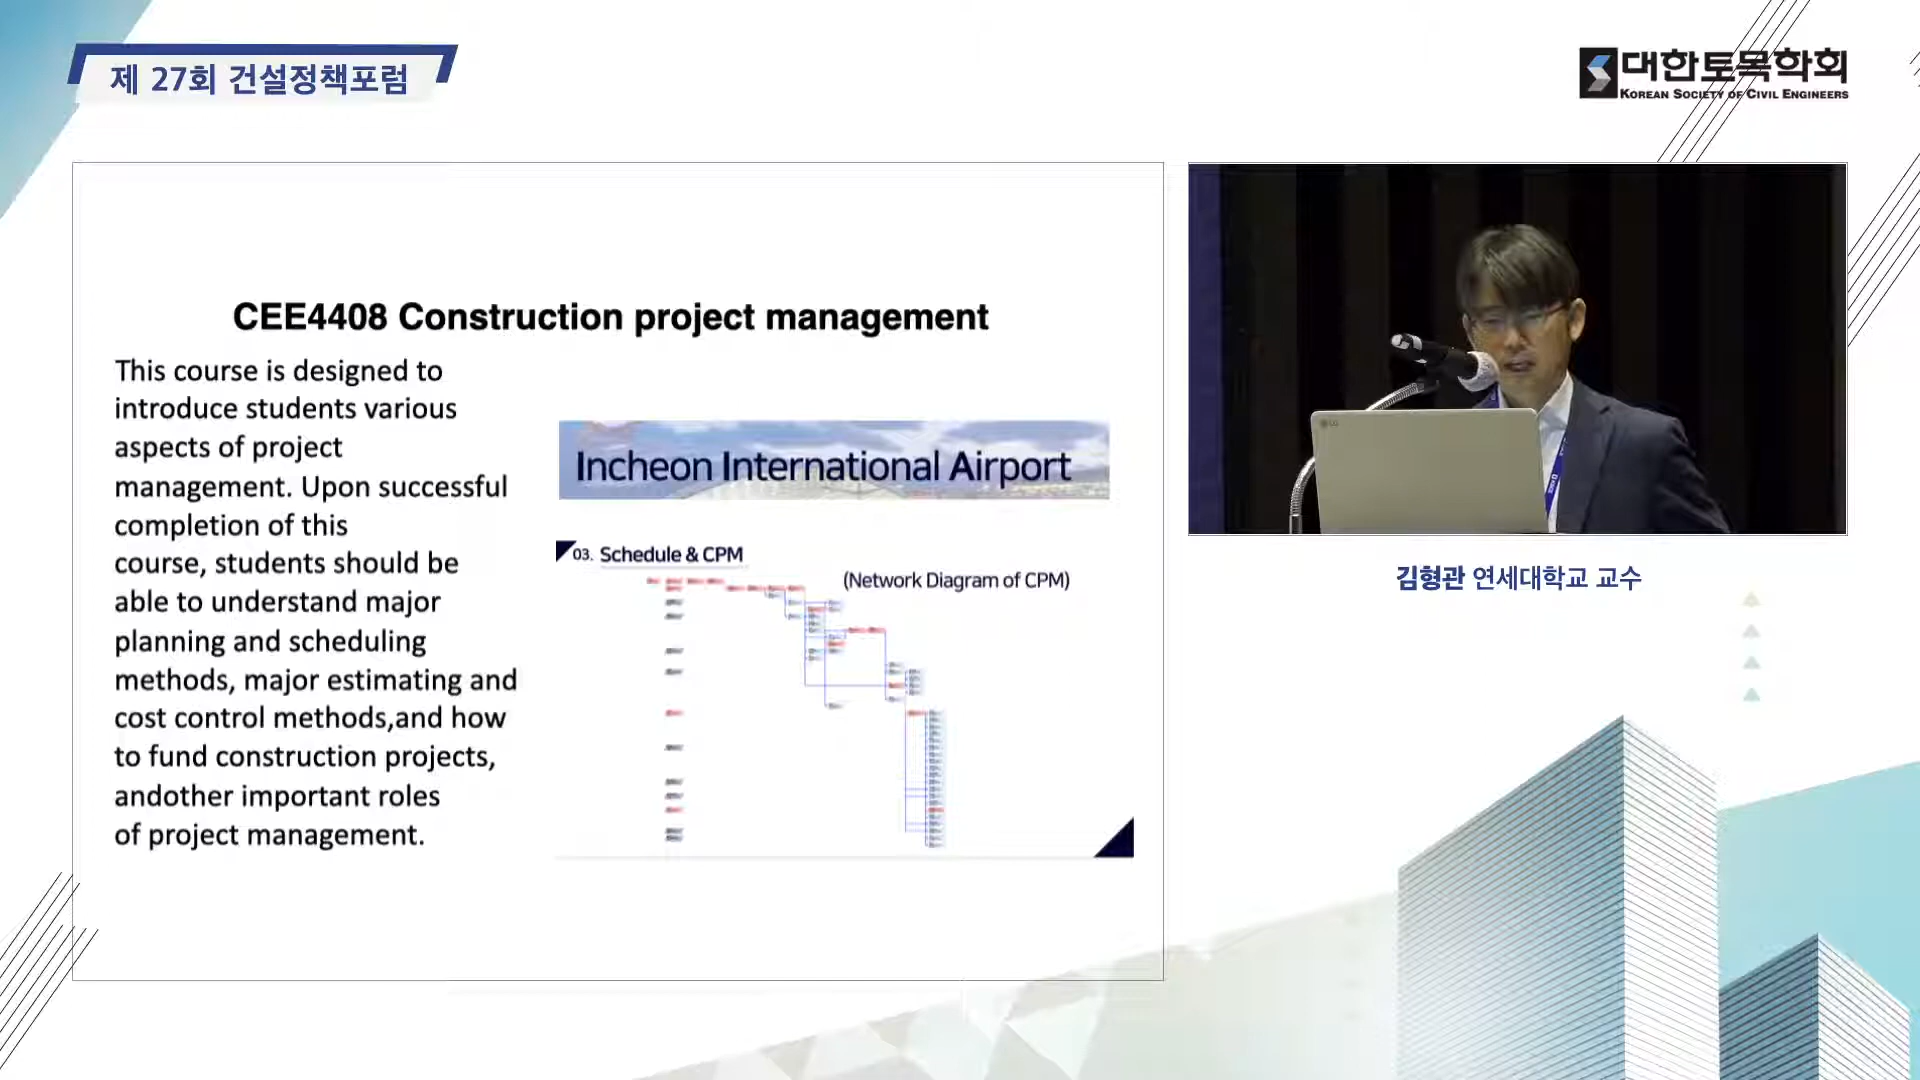 제 27회 건설정책포럼
대한토목학회
KOREAN SOCIETY OF CIVIL ENGINEERS
CEE4408 Construction project management
This course is designed to
introduce students various
aspects of project
management. Upon successful
completion of this
course, students should be
able to understand major
planning and scheduling
methods, major estimating and
cost control methods,and how
to fund construction projects,
andother important roles
of project management.
Incheon International Airport
03. Schedule & CPM
(Network Diagram of CPM)
LG
김형관 연세대학교 교수